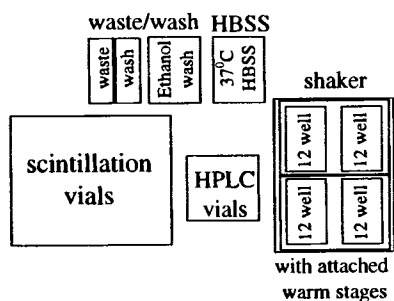 waste/wash HBSS
waste
wash
Ethanol
wash
37⁰C
HBSS
shaker
12 well
12 well
12 well
12 well
scintillation
vials
HPLC
vials
with attached
warm stages